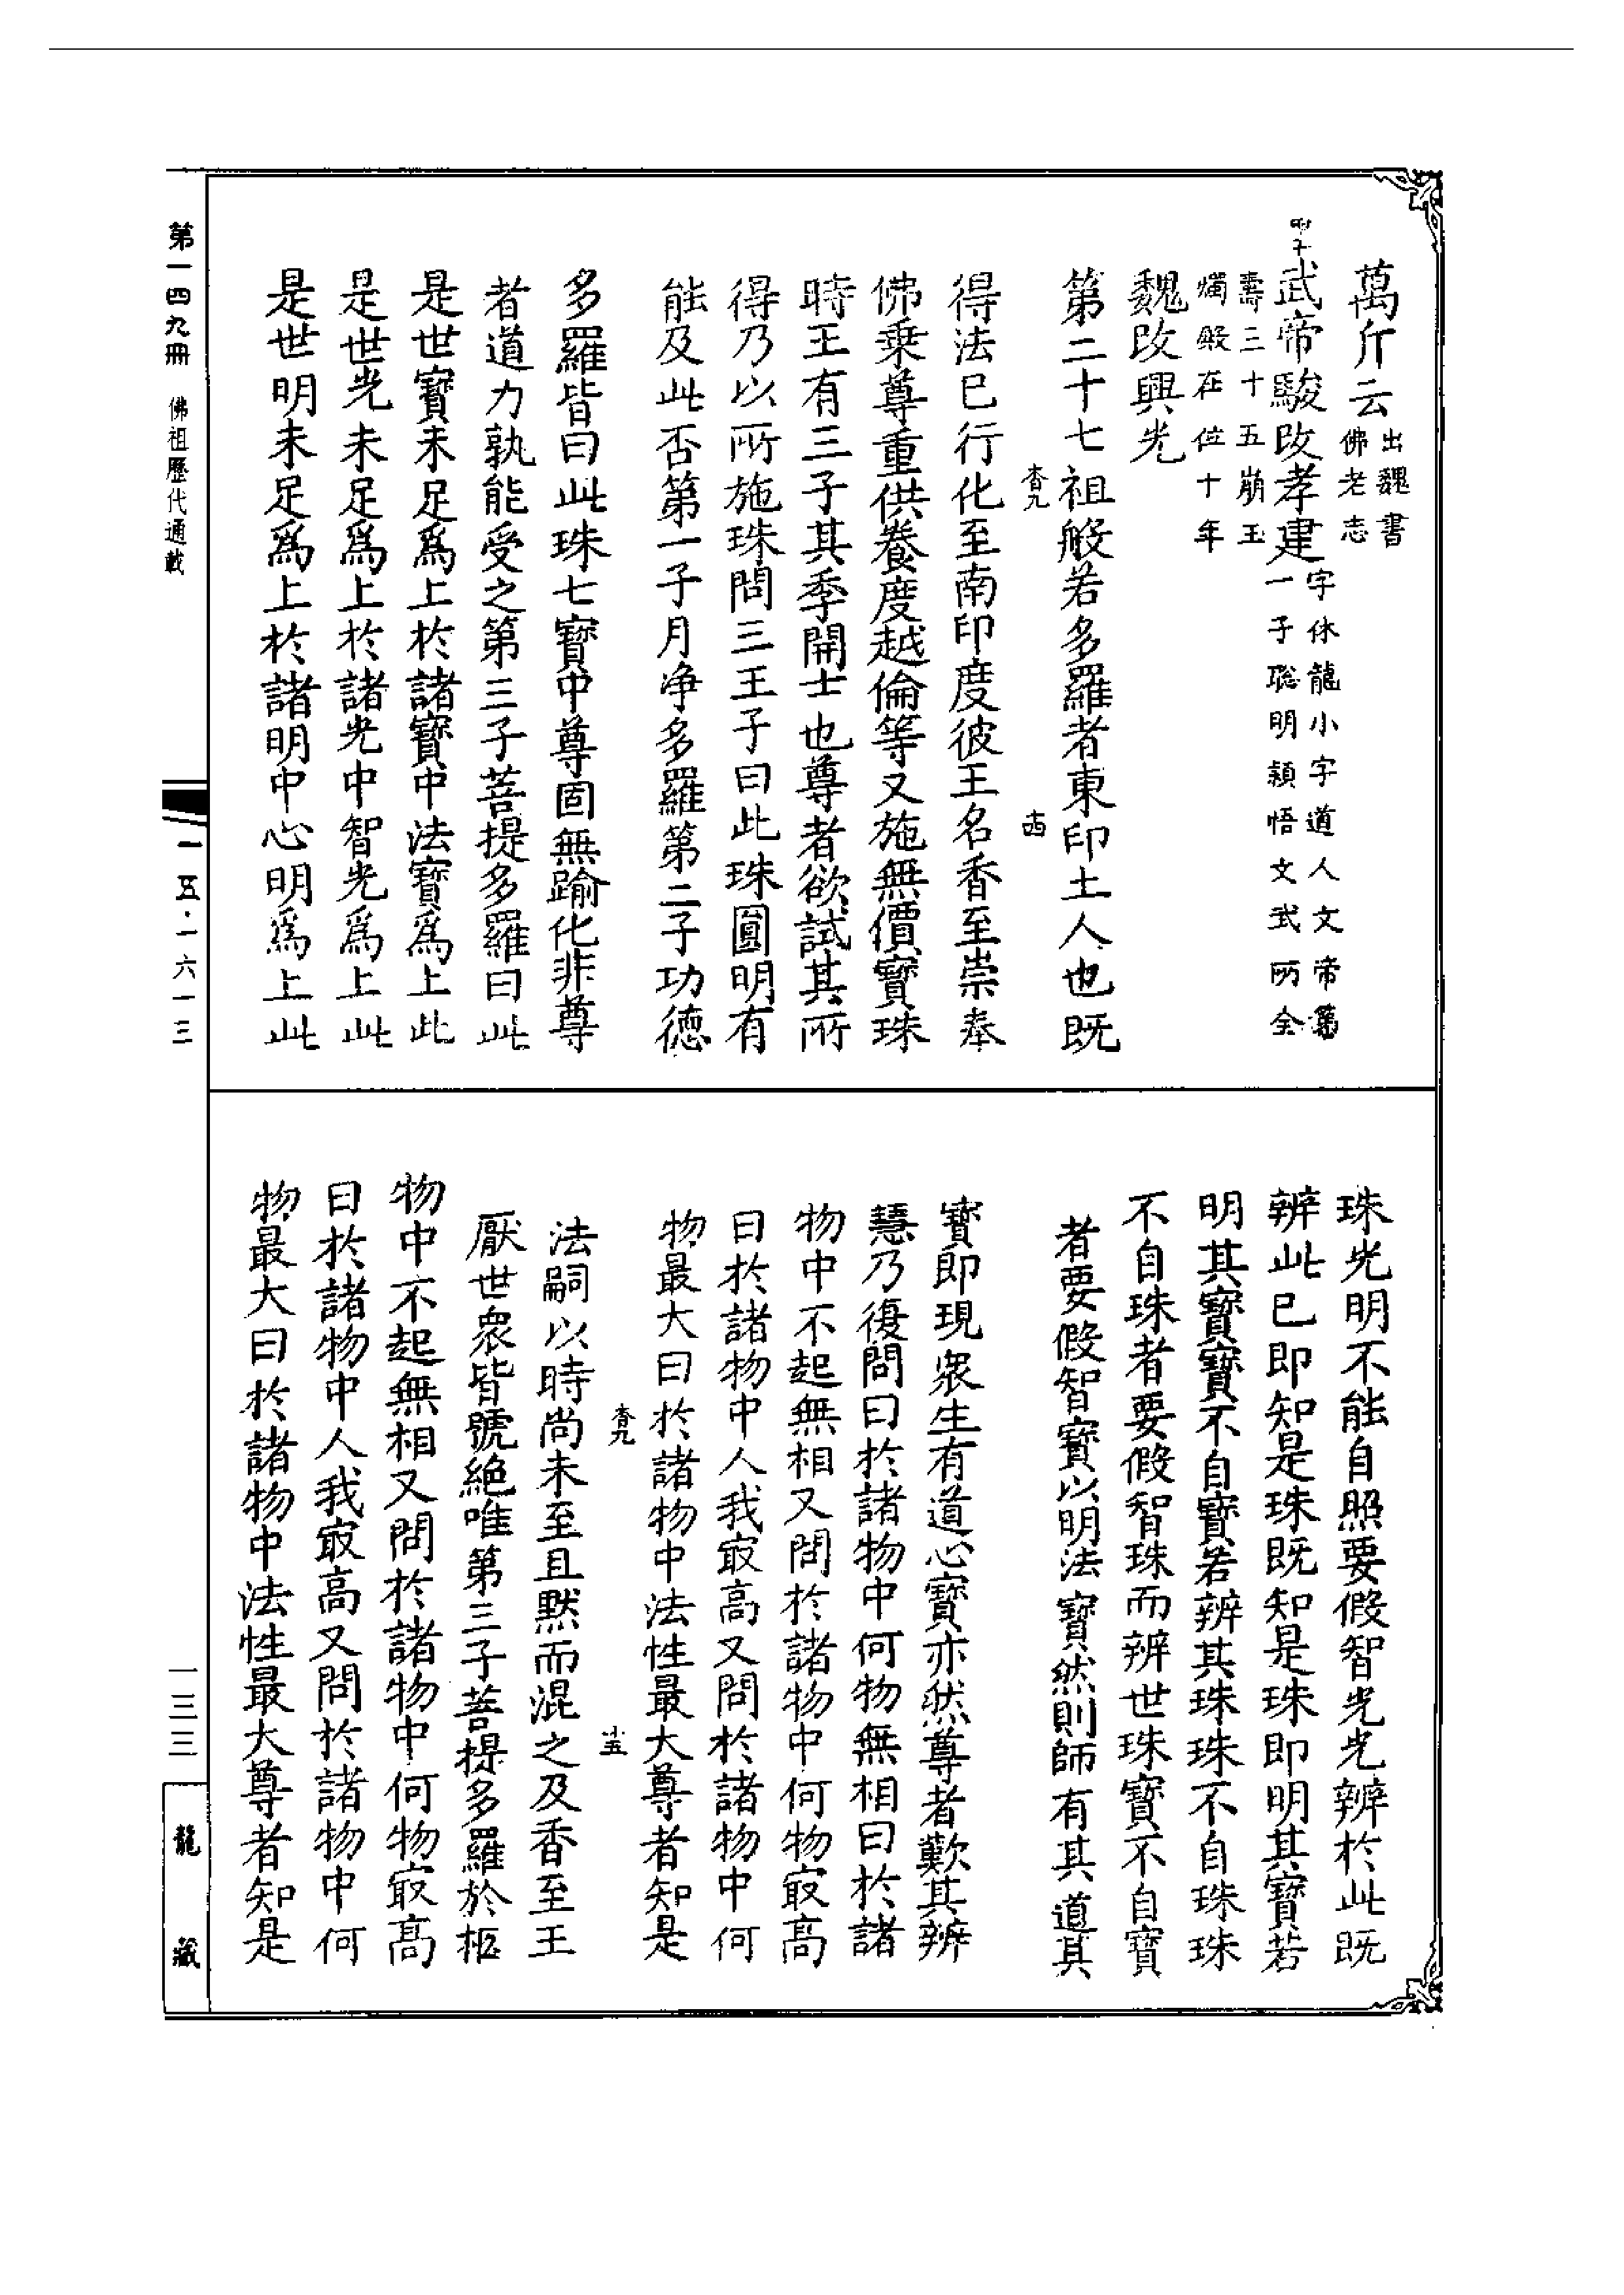 萬斤云出魏書佛老志
甲子武帝駿改孝建字休龍小字道人文帝第一子聡明穎悟文武兩全
壽三十五崩玉燭殿在位十年
魏改興光
第二十七祖般若多羅者東印土人也既
得法已行化至南印度彼王名香至崇奉
佛乗尊重供養度越倫等又施無價寶珠
時王有三子其季開士也尊者欲試其所
得乃以所施珠問三王子曰此珠圓明有
能及此否第一子月净多羅第二子功德
多羅皆曰此珠七寶中尊固無踰化非尊
者道力孰能受之第三子菩提多羅曰此
是世寶未足爲上於諸寶中法寶爲上此
是世光未足爲上於諸光中智光爲上此
是世明未足爲上於諸明中心明爲上此
珠光明不能自照要假智光光辨於此既
辨此已即知是珠既知是珠即明其寶若
明其寶寶不自寶若辨其珠珠不自珠珠
不自珠者要假智珠而辨世珠寶不自寶
者要假智寶以明法寶然則師有其道其
寶即現衆生有道心寶亦然尊者歎其辨
慧乃復問曰於諸物中何物無相曰於諸
物中不起無相又問於諸物中何物㝡高
曰於諸物中人我㝡高又問於諸物中何
物最大曰於諸物中法性最大尊者知是
法嗣以時尚未至且默而混之及香至王
厭世衆皆號絶唯第三子菩提多羅於柩
物中不起無相又問於諸物中何物㝡高
曰於諸物中人我㝡高又問於諸物中何
物最大曰於諸物中法性最大尊者知是
第一四九冊 佛祖歷代通載
一五·一六一三
一三三
龍藏